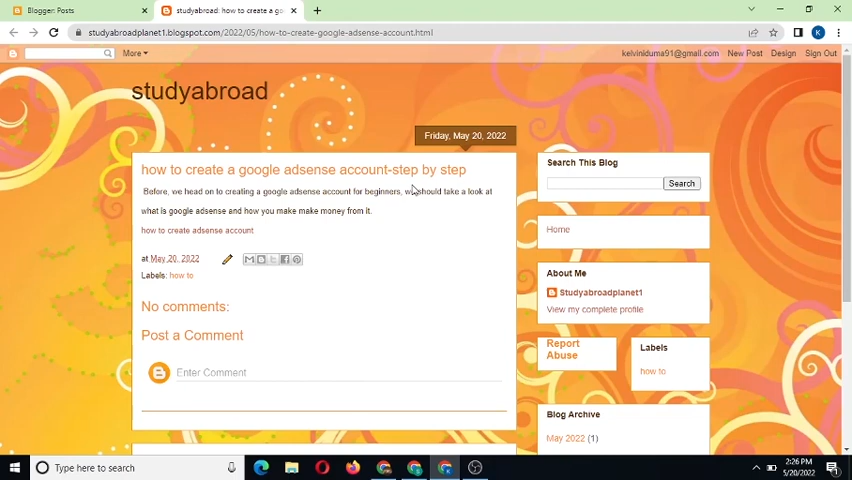 Blogger: Posts
studyabroad: how to create a go
studyabroadplanet1.blogspot.com/2022/05/how-to-create-google-adsense-account.html
More
kelviniduma91@gmail.com New Post Design Sign Out
studyabroad
Friday, May 20, 2022
how to create a google adsense account-step by step
Before, we head on to creating a google adsense account for beginners, we should take a look at
what is google adsense and how you make make money from it.
how to create adsense account
at May 20, 2022
Labels: how to
No comments:
Post a Comment
Enter Comment
Search This Blog
Search
Home
About Me
Studyabroadplanet1
View my complete profile
Report
Abuse
Labels
how to
Blog Archive
May 2022 (1)
Type here to search
2:26 PM
5/20/2022